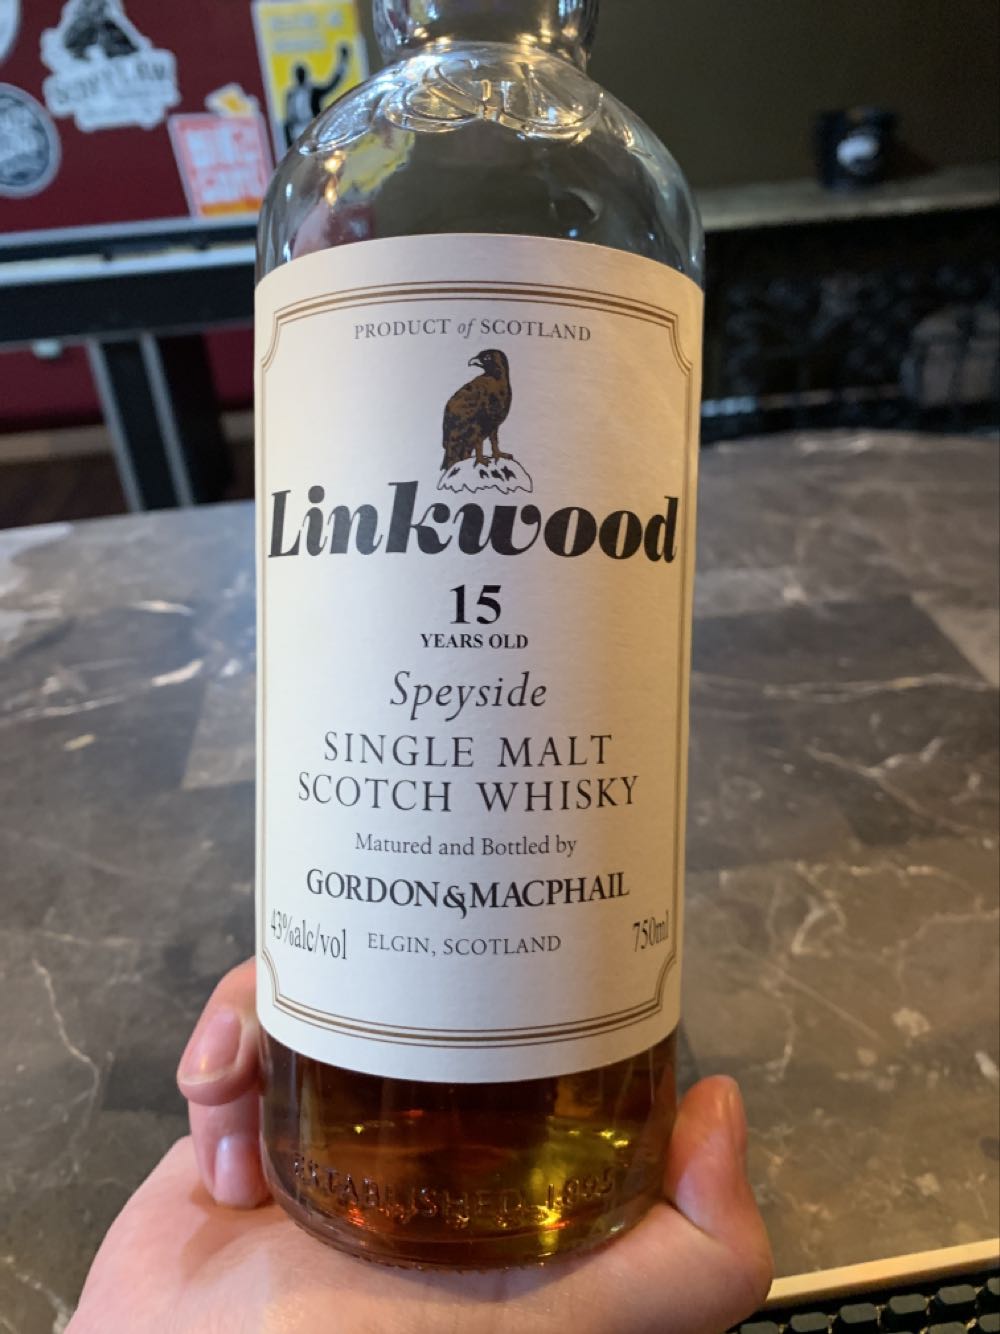 PRODUCT of SCOTLAND
Linkwood
15
YEARS OLD
Speyside
SINGLE MALT
SCOTCH WHISKY
Matured and Bottled by
GORDON&MACPHAIL
43%alc/vol ELGIN, SCOTLAND 750ml
ESTABLISHED 1895